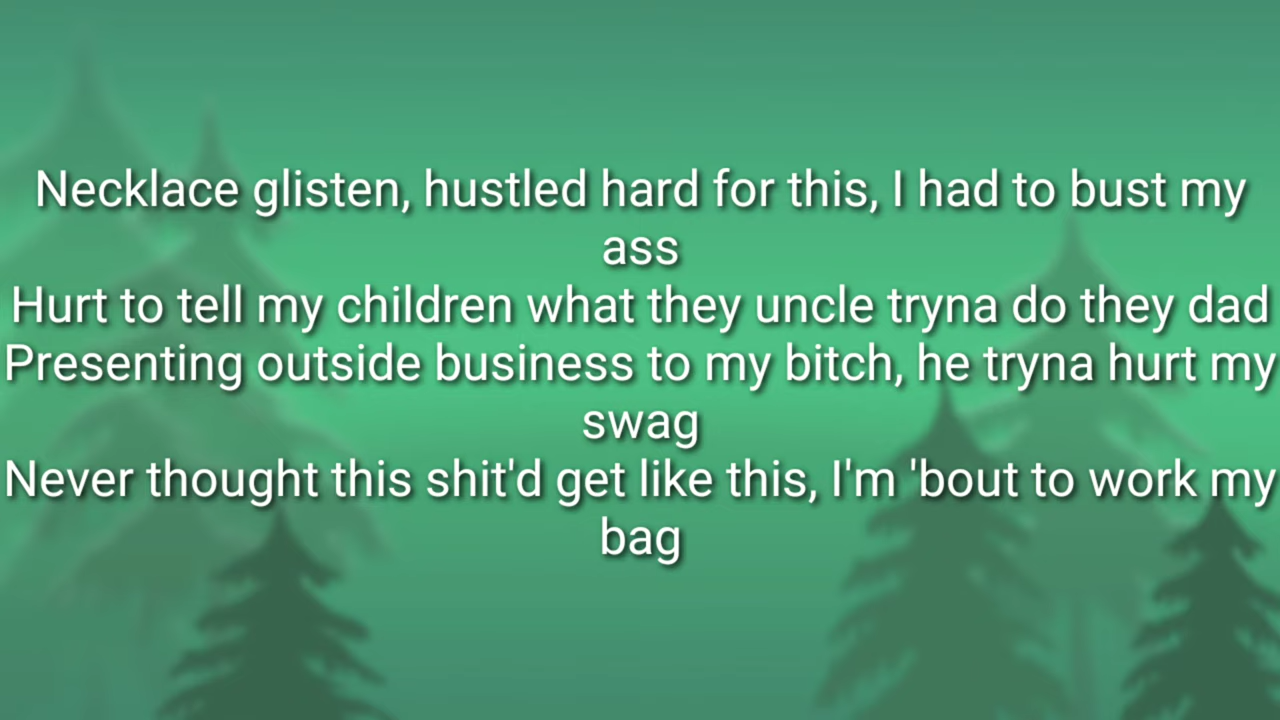 Necklace glisten, hustled hard for this, I had to bust my
ass
Hurt to tell my children what they uncle tryna do they dad
Presenting outside business to my bitch, he tryna hurt my
swag
Never thought this shit'd get like this, I'm 'bout to work my
bag